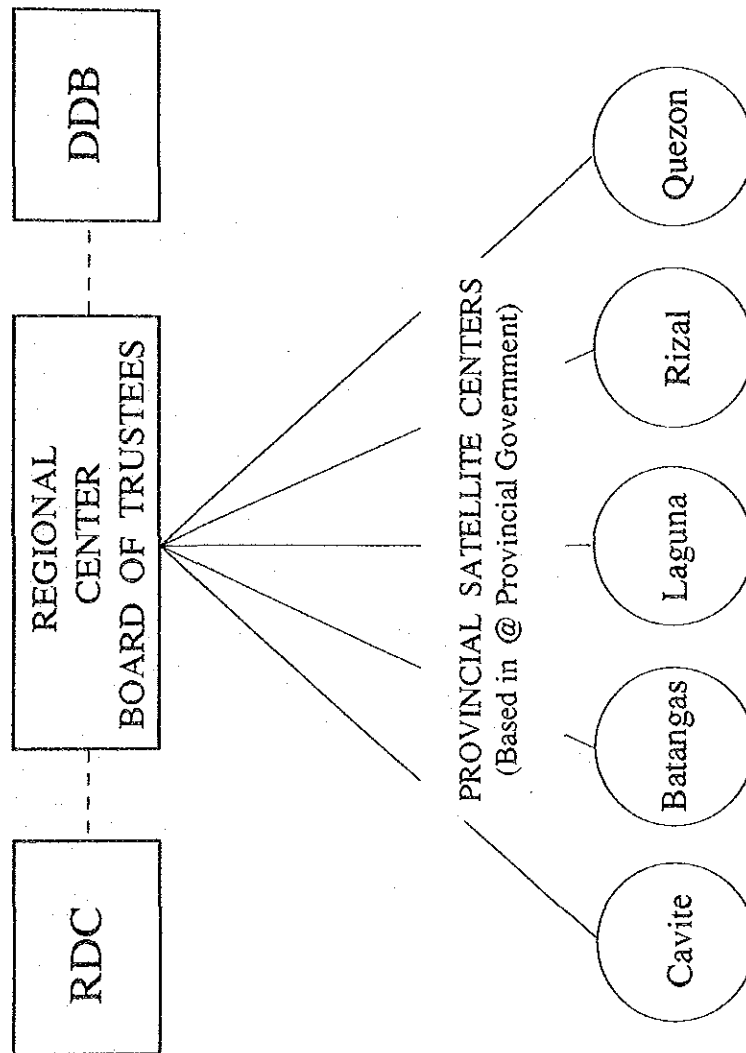 RDC
REGIONAL
CENTER
BOARD OF TRUSTEES
DDB
PROVINCIAL SATELLITE CENTERS
(Based in @ Provincial Government)
Cavite
Batangas
Laguna
Rizal
Quezon